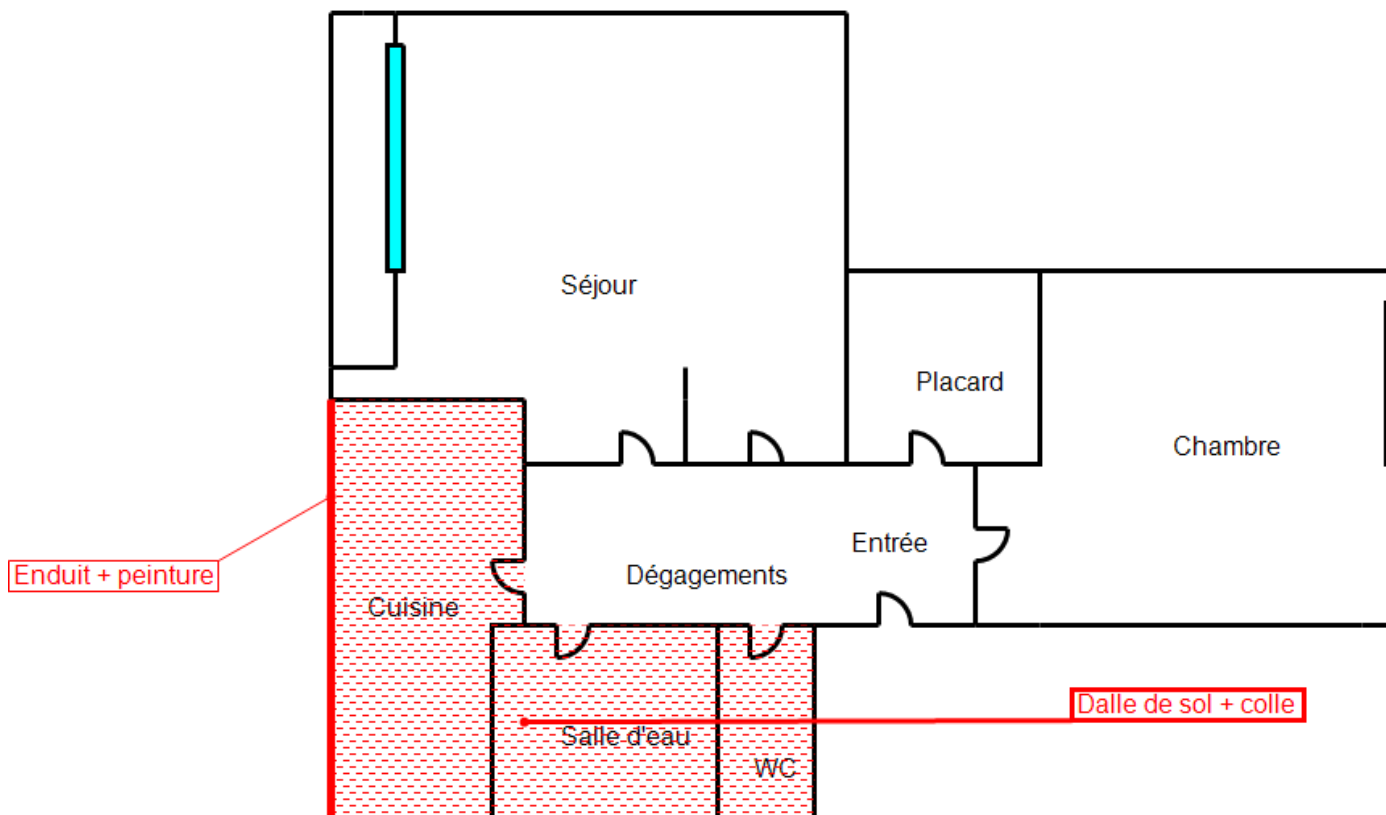 Séjour
Placard
Chambre
Entrée
Enduit + peinture
Dégagements
Cuisine
Dalle de sol + colle
Salle d'eau
WC